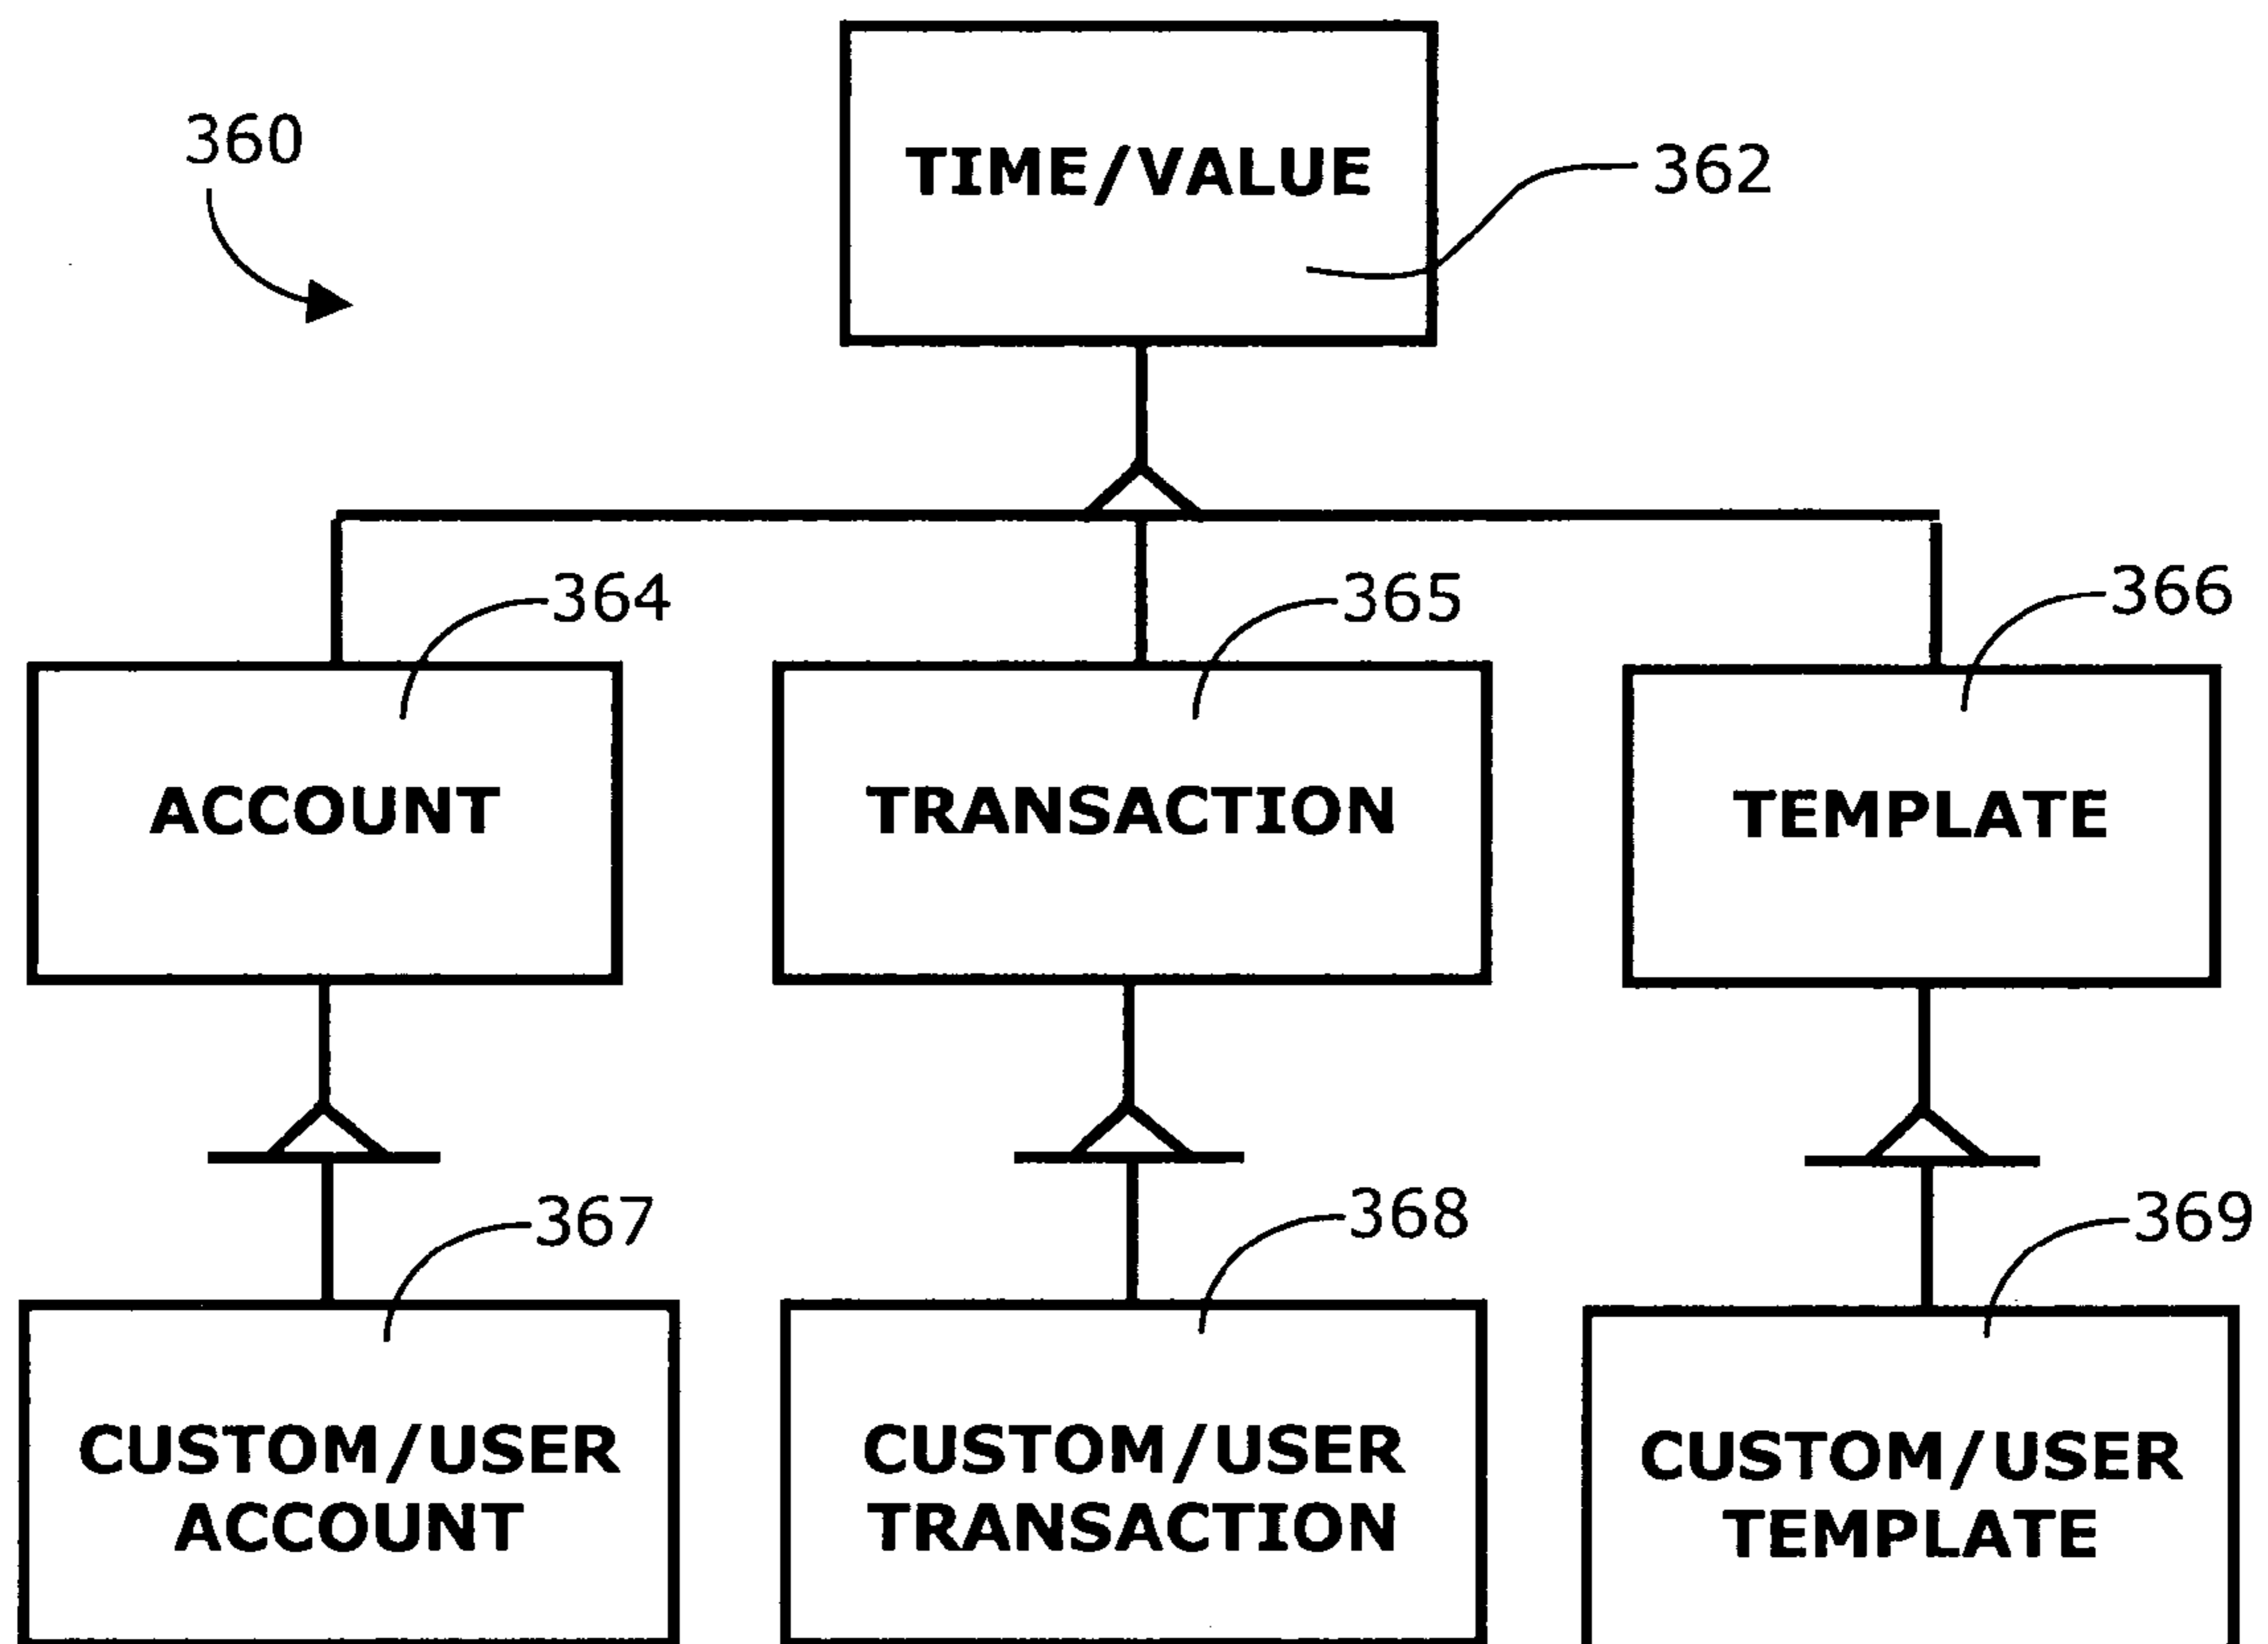 360
TIME/VALUE
362
364
365
366
ACCOUNT
TRANSACTION
TEMPLATE
367
368
369
CUSTOM/USER
ACCOUNT
CUSTOM/USER
TRANSACTION
CUSTOM/USER
TEMPLATE